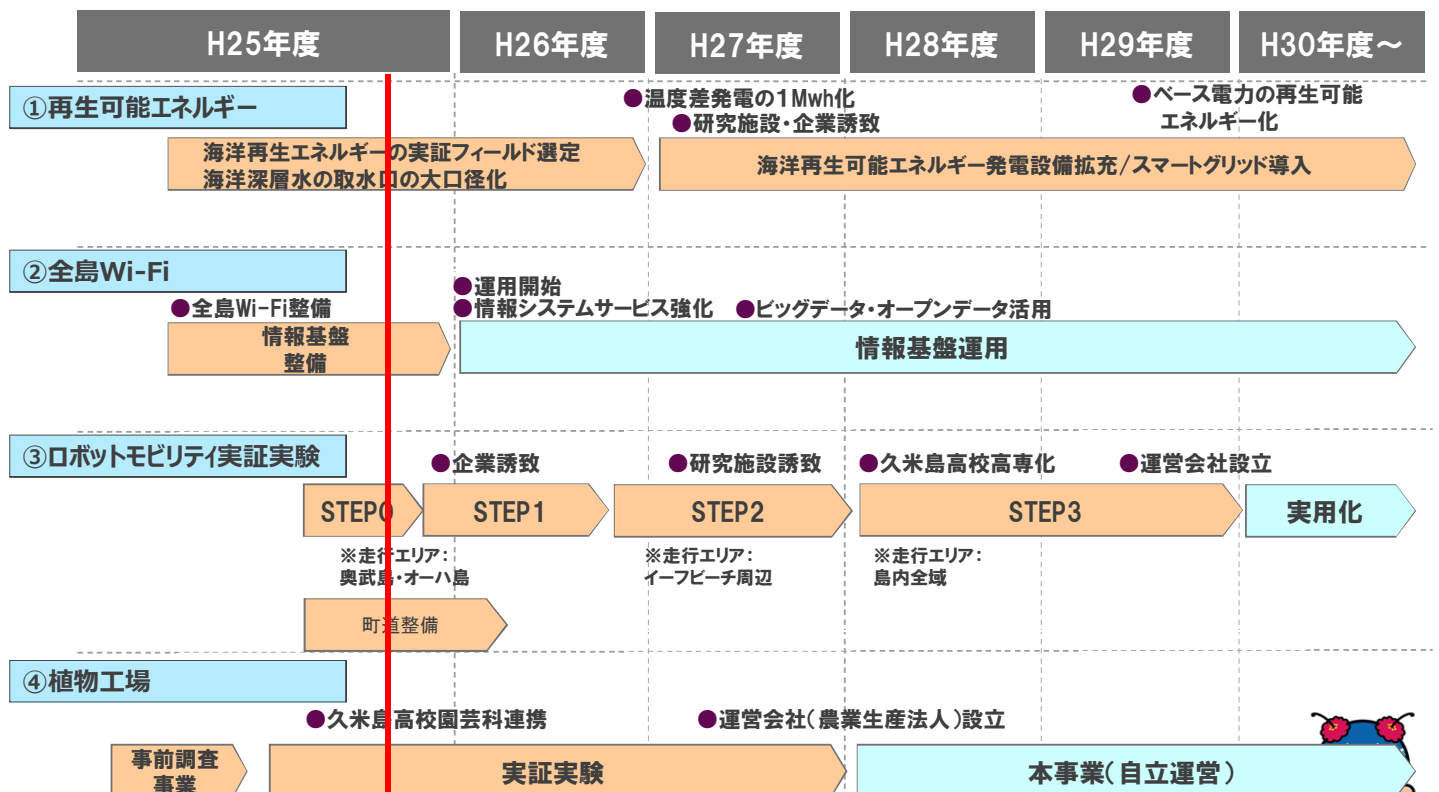 H25年度
H26年度
H27年度
H28年度
H29年度
H30年度～
①再生可能エネルギー
●温度差発電の1Mwh化
●研究施設・企業誘致
●ベース電力の再生可能
エネルギー化
海洋再生エネルギーの実証フィールド選定
海洋深層水の取水口の大口径化
海洋再生可能エネルギー発電設備拡充/スマートグリッド導入
②全島Wi-Fi
●全島Wi-Fi整備
●運用開始
●情報システムサービス強化
●ビッグデータ・オープンデータ活用
情報基盤
整備
情報基盤運用
③ロボットモビリティ実証実験
●企業誘致
●研究施設誘致
●久米島高校高専化
●運営会社設立
STEP0
STEP1
STEP2
STEP3
実用化
※走行エリア：
奥武島・オーハ島
※走行エリア：
イーフビーチ周辺
※走行エリア：
島内全域
町道整備
④植物工場
●久米島高校園芸科連携
●運営会社（農業生産法人）設立
事前調査
事業
実証実験
本事業（自立運営）